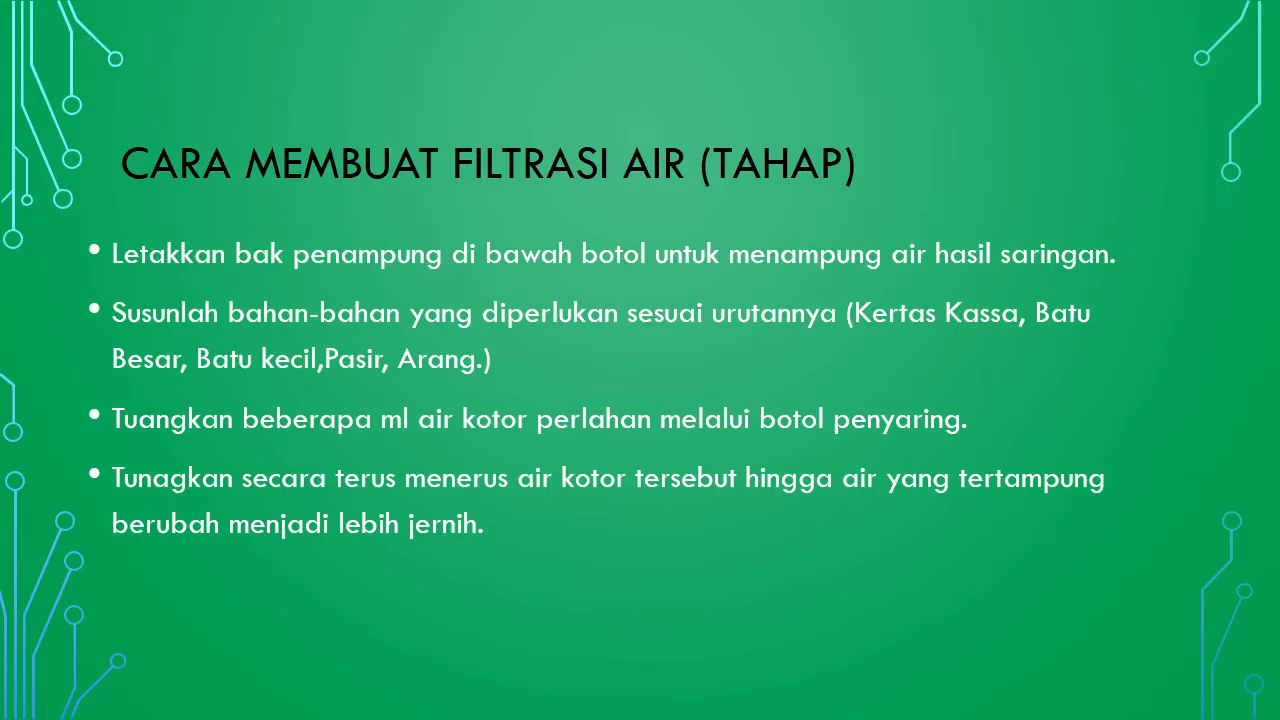 CARA MEMBUAT FILTRASI AIR (TAHAP)
• Letakkan bak penampung di bawah botol untuk menampung air hasil saringan.
• Susunlah bahan-bahan yang diperlukan sesuai urutannya (Kertas Kassa, Batu
Besar, Batu kecil,Pasir, Arang.)
• Tuangkan beberapa ml air kotor perlahan melalui botol penyaring.
• Tunagkan secara terus menerus air kotor tersebut hingga air yang tertampung
berubah menjadi lebih jernih.